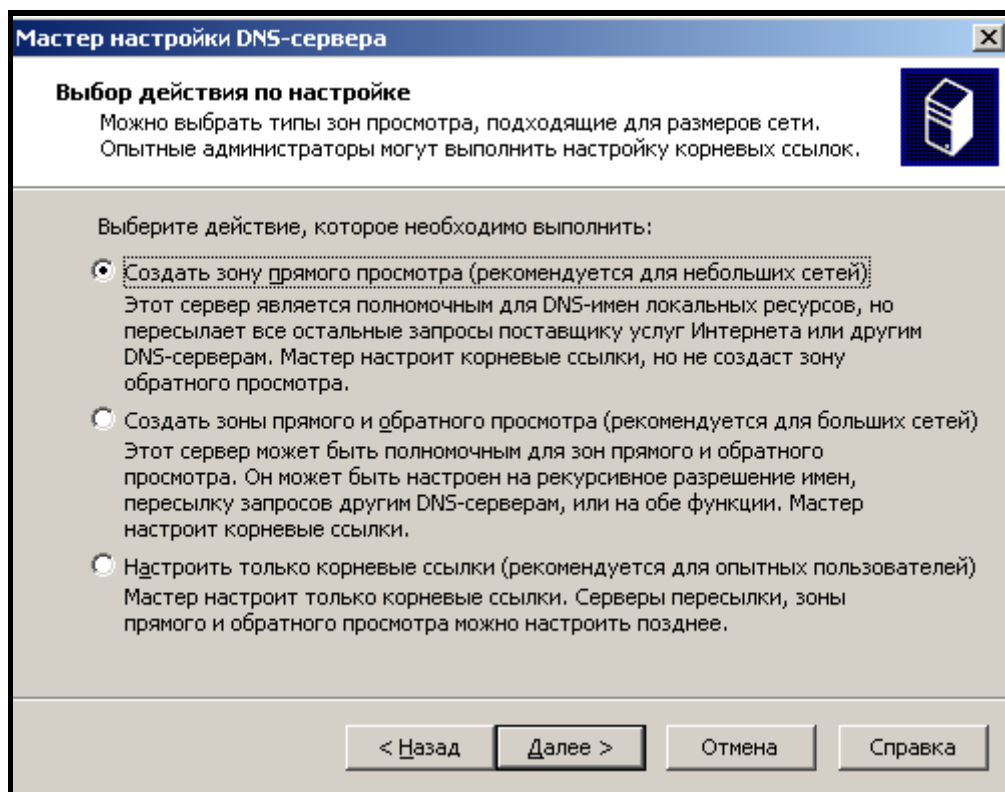 Мастер настройки DNS-сервера
Выбор действия по настройке
Можно выбрать типы зон просмотра, подходящие для размеров сети.
Опытные администраторы могут выполнить настройку корневых ссылок.
Выберите действие, которое необходимо выполнить:
Создать зону прямого просмотра (рекомендуется для небольших сетей)
Этот сервер является полномочным для DNS-имен локальных ресурсов, но
пересылает все остальные запросы поставщику услуг Интернета или другим
DNS-серверам. Мастер настроит корневые ссылки, но не создаст зону
обратного просмотра.
Создать зоны прямого и обратного просмотра (рекомендуется для больших сетей)
Этот сервер может быть полномочным для зон прямого и обратного
просмотра. Он может быть настроен на рекурсивное разрешение имен,
пересылку запросов другим DNS-серверам, или на обе функции. Мастер
настроит корневые ссылки.
Настроить только корневые ссылки (рекомендуется для опытных пользователей)
Мастер настроит только корневые ссылки. Серверы пересылки, зоны
прямого и обратного просмотра можно настроить позднее.
< Назад Далее > Отмена Справка